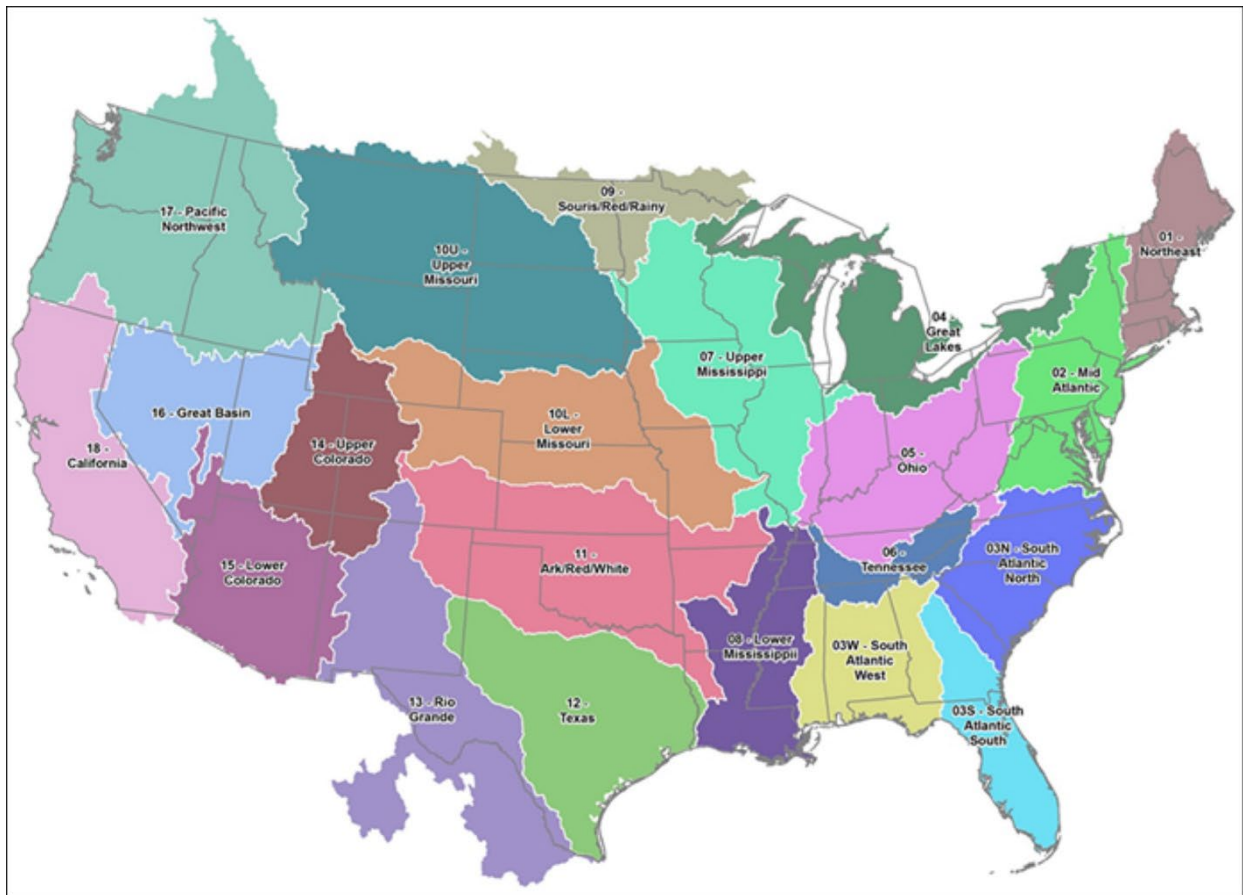 09 -
Souris/Red/Rainy
17 - Pacific
Northwest
01 -
Northeast
10U -
Upper
Missouri
04 -
Great
Lakes
07 - Upper
Mississippi
02 - Mid
Atlantic
16 - Great Basin
10L -
Lower
Missouri
14 - Upper
Colorado
18 -
California
05 -
Ohio
11 -
Ark/Red/White
06 -
Tennessee
03N - South
Atlantic
North
15 - Lower
Colorado
08 - Lower
Mississippii
03W - South
Atlantic
West
13 - Rio
Grande
12 -
Texas
03S - South
Atlantic
South